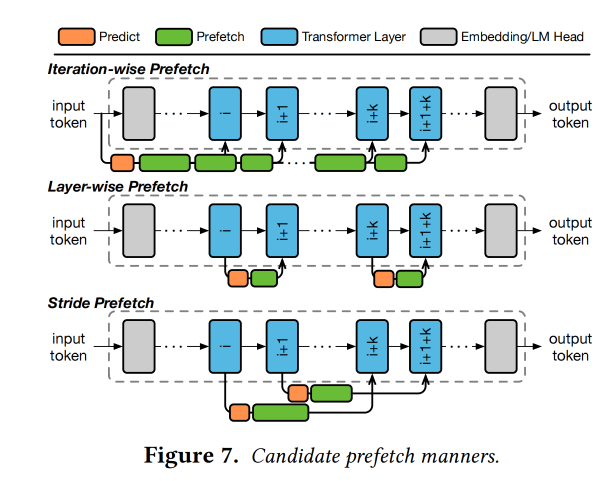 Predict Prefetch Transformer Layer Embedding/LM Head
Iteration-wise Prefetch
input token
i i+1 i+k i+1+k
output token
Layer-wise Prefetch
input token
i i+1 i+k i+1+k
output token
Stride Prefetch
input token
i i+1 i+k i+1+k
output token
Figure 7. Candidate prefetch manners.